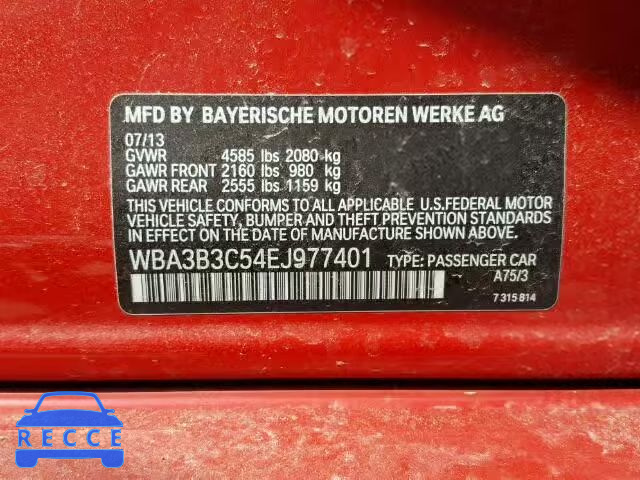 MFD BY BAYERISCHE MOTOREN WERKE AG
07/13
GVWR 4585 lbs 2080 kg
GAWR FRONT 2160 lbs 980 kg
GAWR REAR 2555 lbs 1159 kg
THIS VEHICLE CONFORMS TO ALL APPLICABLE U.S.FEDERAL MOTOR
VEHICLE SAFETY, BUMPER AND THEFT PREVENTION STANDARDS
IN EFFECT ON THE DATE OF MANUFACTURE SHOWN ABOVE.
WBA3B3C54EJ977401 TYPE: PASSENGER CAR
A75/3
7 315 814
RECCE